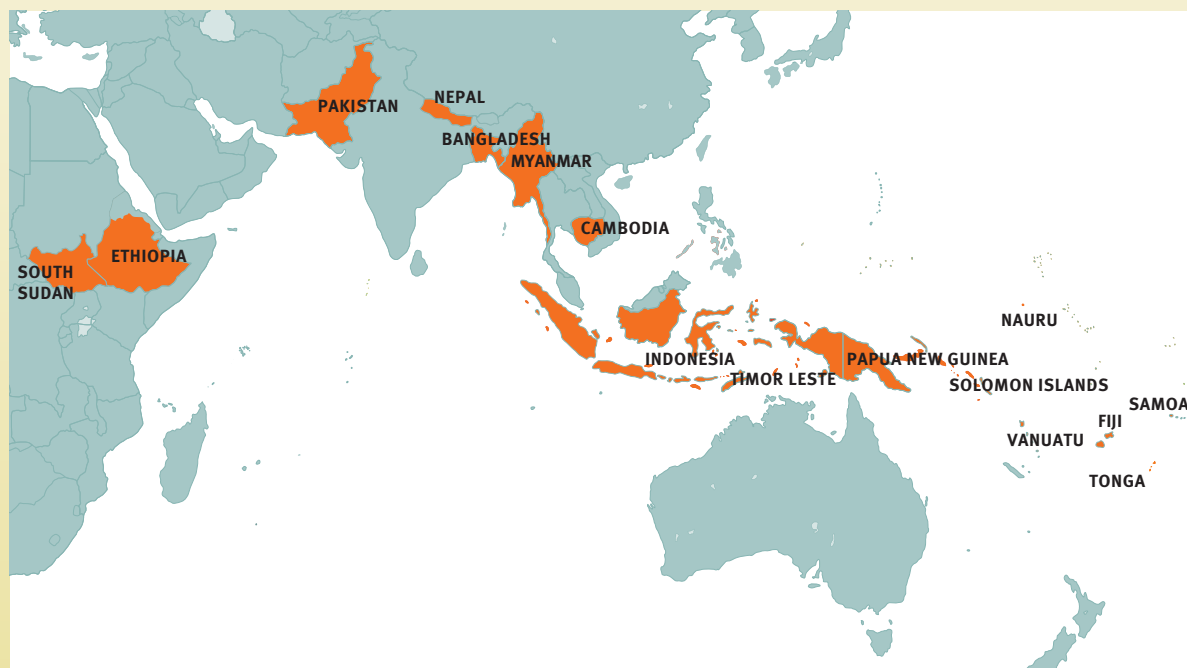 PAKISTAN
NEPAL
BANGLADESH
MYANMAR
CAMBODIA
ETHIOPIA
SOUTH
SUDAN
NAURU
INDONESIA
PAPUA NEW GUINEA
TIMOR LESTE
SOLOMON ISLANDS
SAMOA
FIJI
VANUATU
TONGA